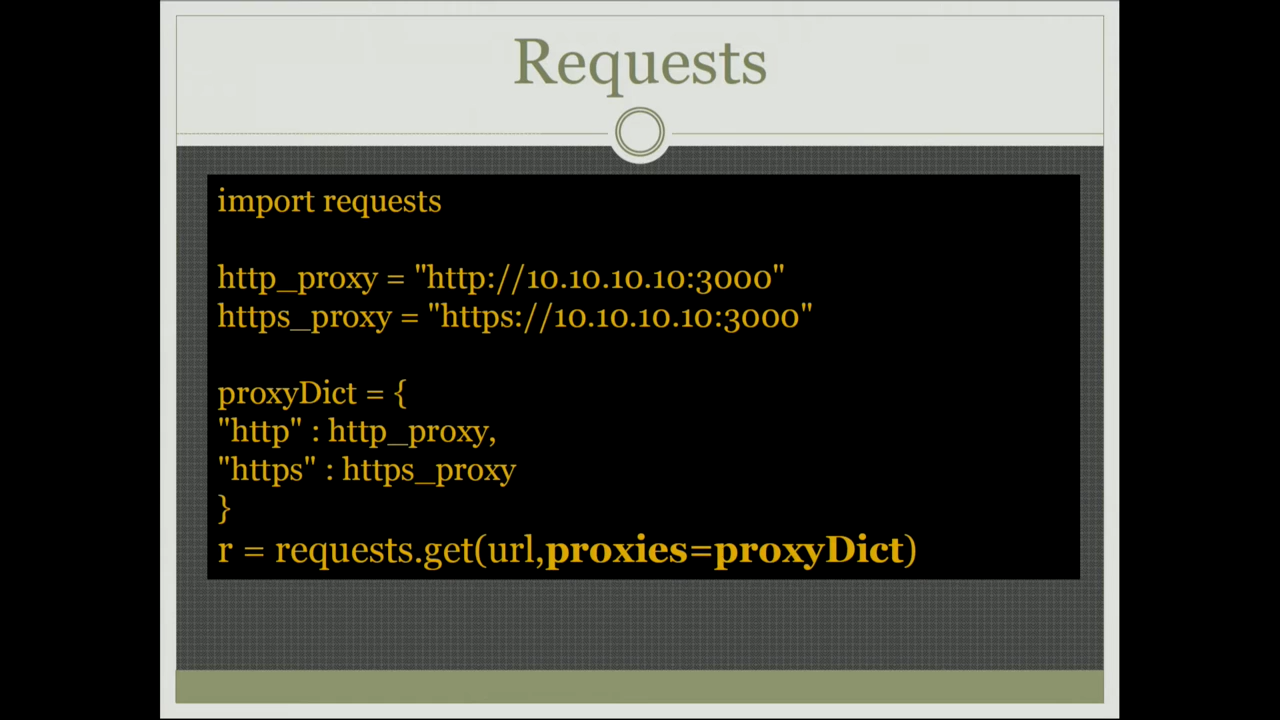 Requests
import requests
http_proxy = "http://10.10.10.10:3000"
https_proxy = "https://10.10.10.10:3000"
proxyDict = {
"http" : http_proxy,
"https" : https_proxy
}
r = requests.get(url,proxies=proxyDict)